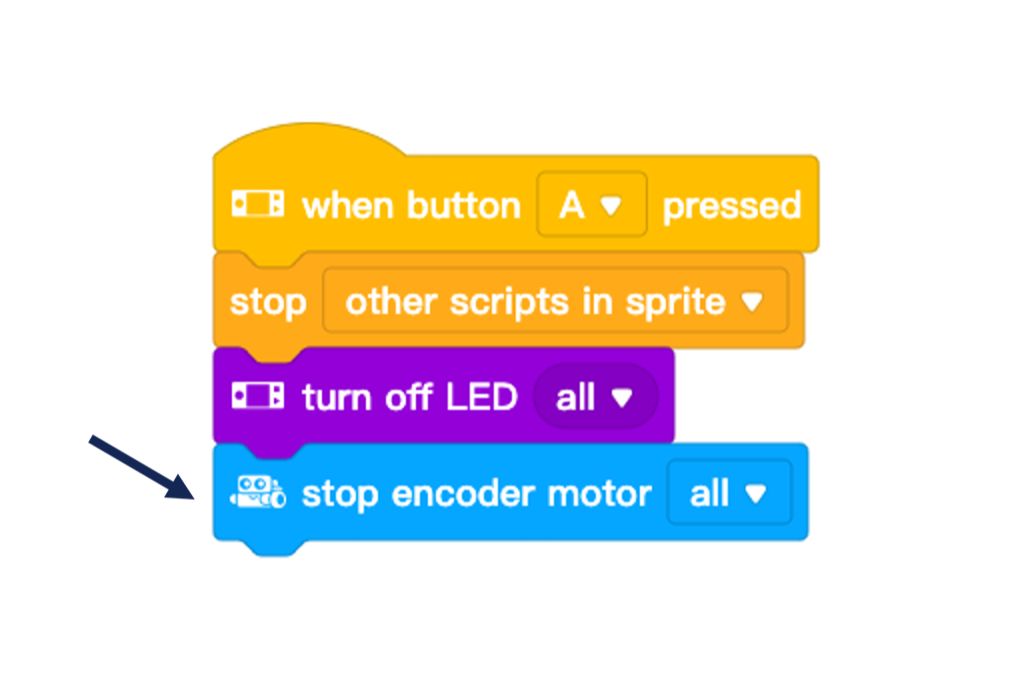 when button A pressed
stop other scripts in sprite
turn off LED all
stop encoder motor all